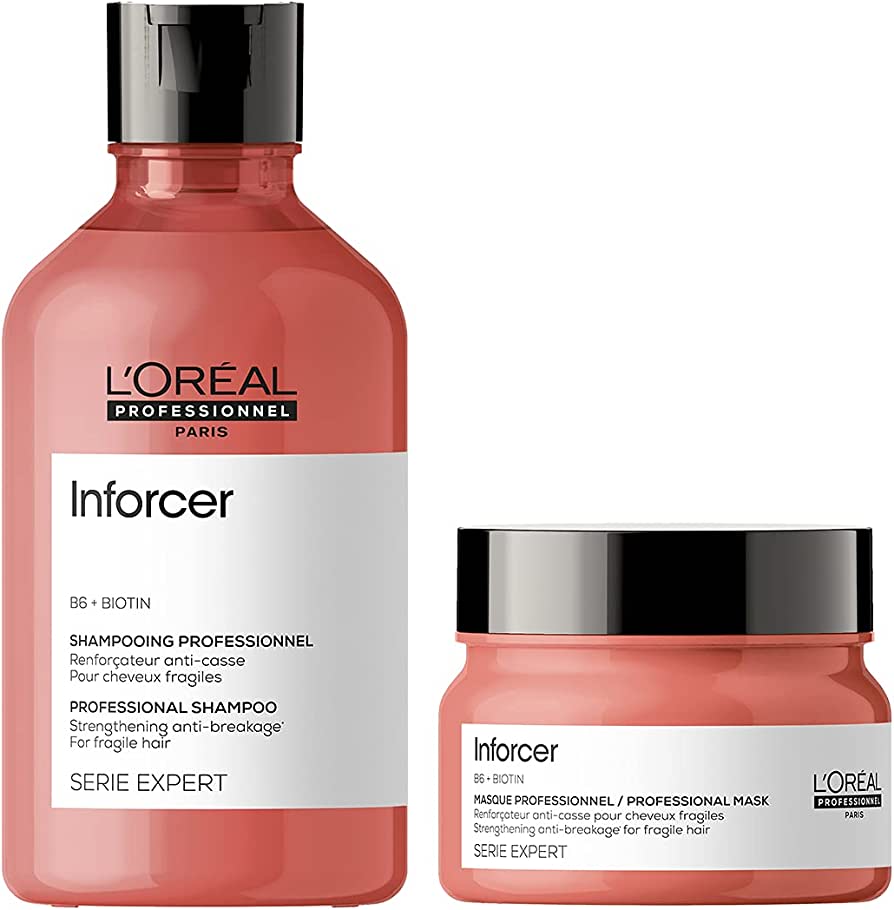 L'ORÉAL
PROFESSIONNEL
PARIS
Inforcer
B6 + BIOTIN
SHAMPOOING PROFESSIONNEL
Renforçateur anti-casse
Pour cheveux fragiles
PROFESSIONAL SHAMPOO
Strengthening anti-breakage*
For fragile hair
SERIE EXPERT
Inforcer
B6 + BIOTIN
MASQUE PROFESSIONNEL / PROFESSIONAL MASK
Renforçateur anti-casse pour cheveux fragiles
Strengthening anti-breakage* for fragile hair
SERIE EXPERT
L'ORÉAL
PROFESSIONNEL
PARIS